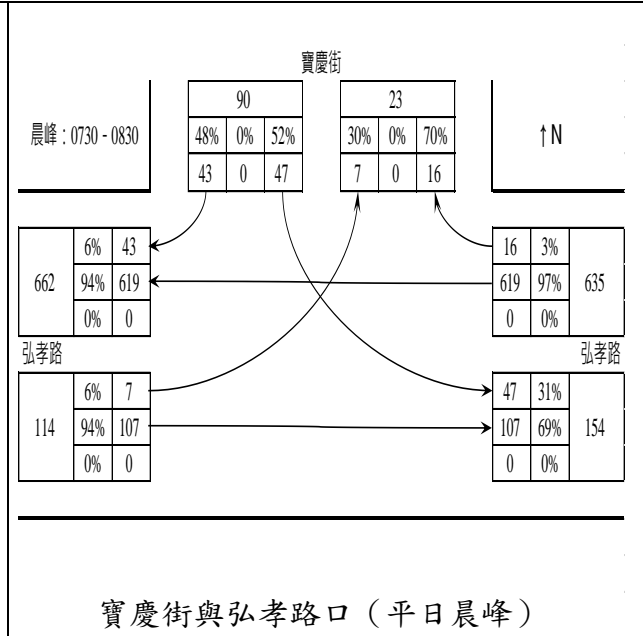 寶慶街
90 23
晨峰：0730 - 0830 48% 0% 52% 30% 0% 70% ↑N
43 0 47 7 0 16
6% 43 16 3%
662 94% 619 619 97% 635
0% 0 0 0%
弘孝路 弘孝路
6% 7 47 31%
114 94% 107 107 69% 154
0% 0 0 0%
寶慶街與弘孝路口（平日晨峰）